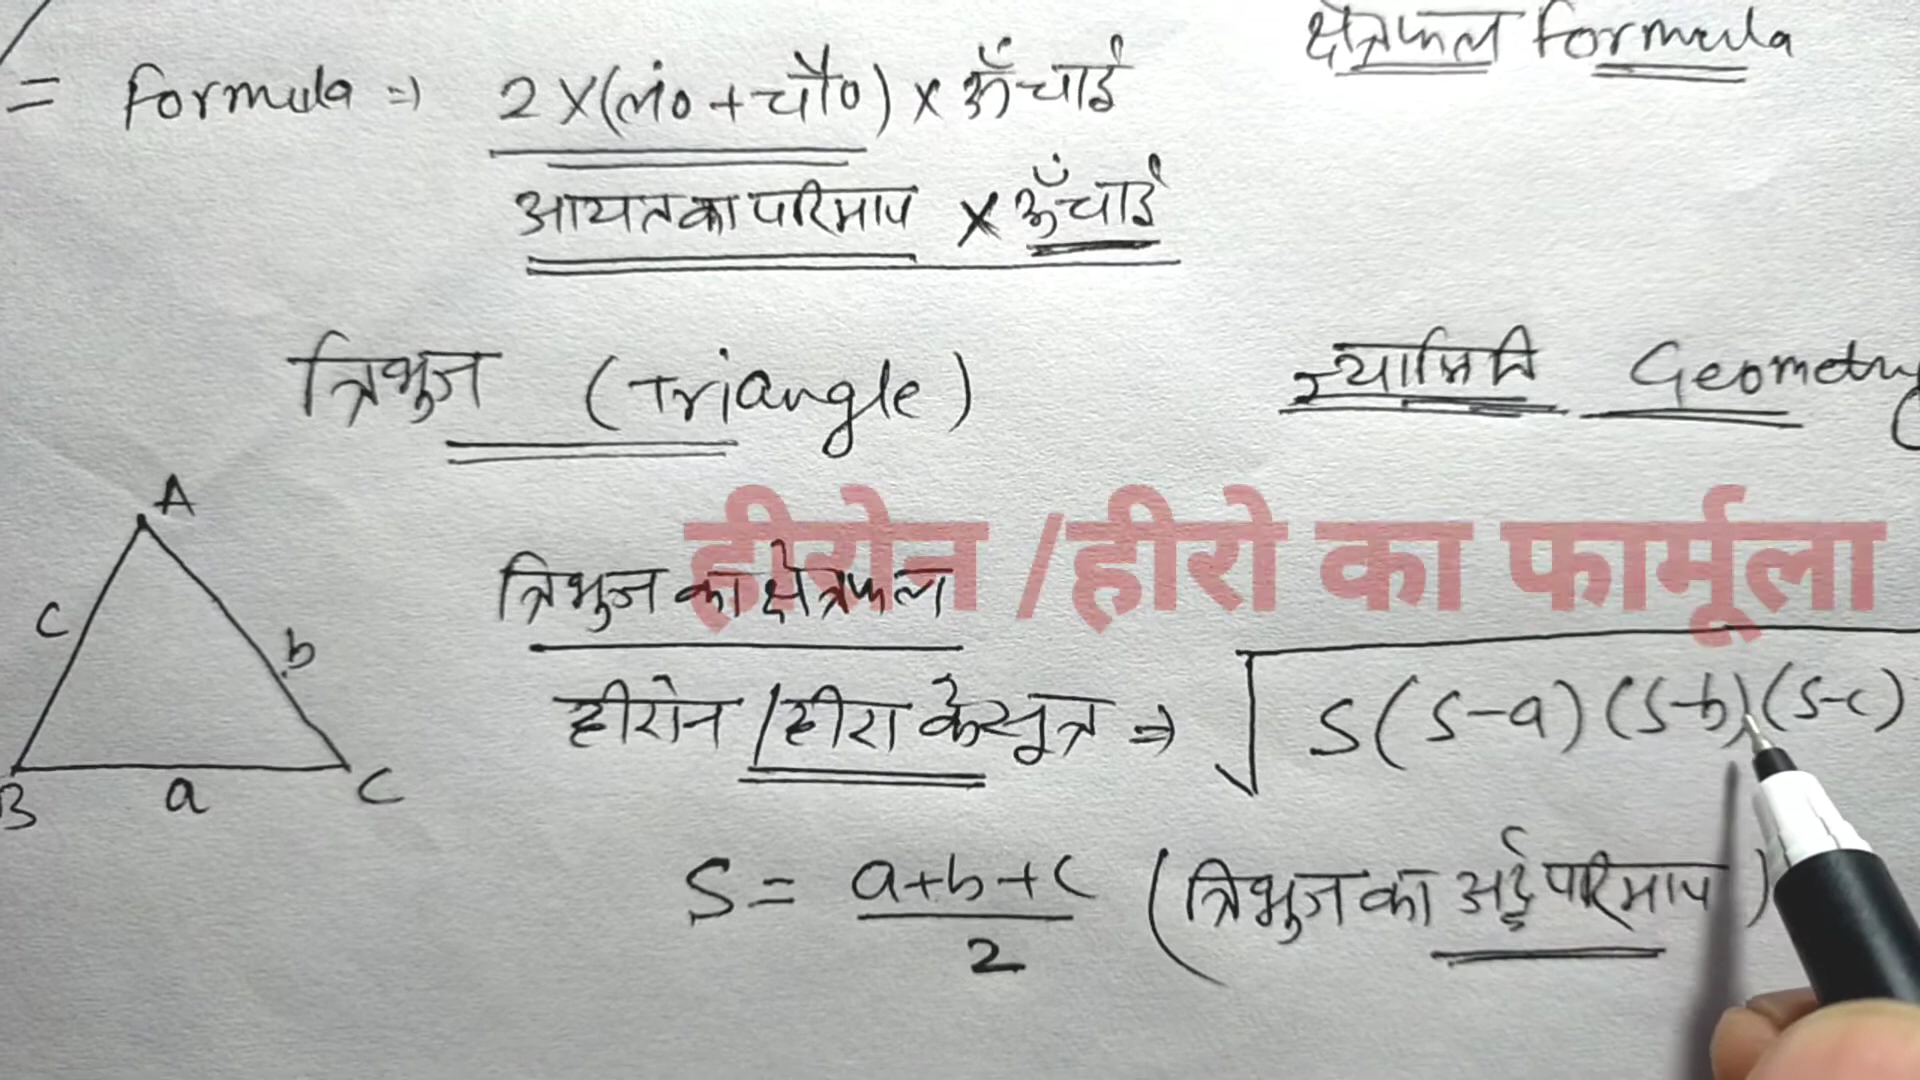 क्षेत्रफल formula
= formula ⇒ 2 X (लं० + चौ०) x ऊँचाई
आयत का परिमाप x ऊँचाई
त्रिभुज (Triangle)
ज्यामिति Geometry
A
हीरोन /हीरो का फार्मूला
त्रिभुज का क्षेत्रफल
C
b
हीरोन / हीरो के सूत्र ⇒ √S(S-a)(S-b)(S-c)
B a C
S = a+b+c / 2 (त्रिभुज का अर्द्ध परिमाप)